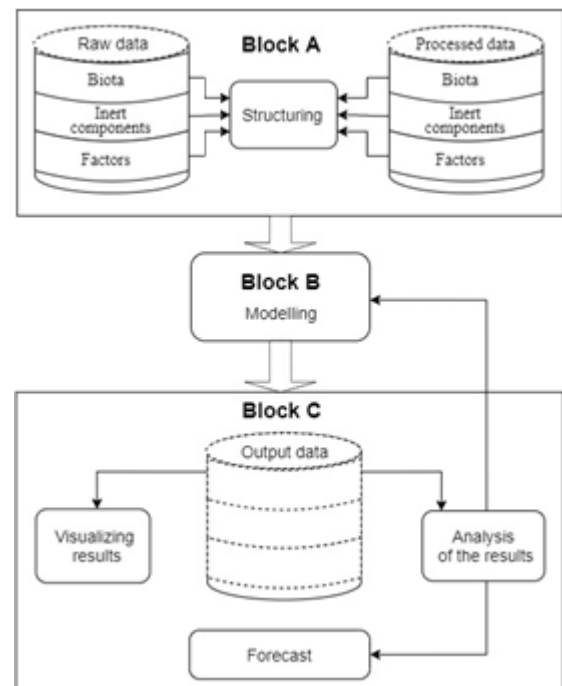 Block A
Raw data
Biota
Inert
components
Factors
Structuring
Processed data
Biota
Inert
components
Factors
Block B
Modelling
Block C
Output data
Visualizing
results
Analysis
of the results
Forecast